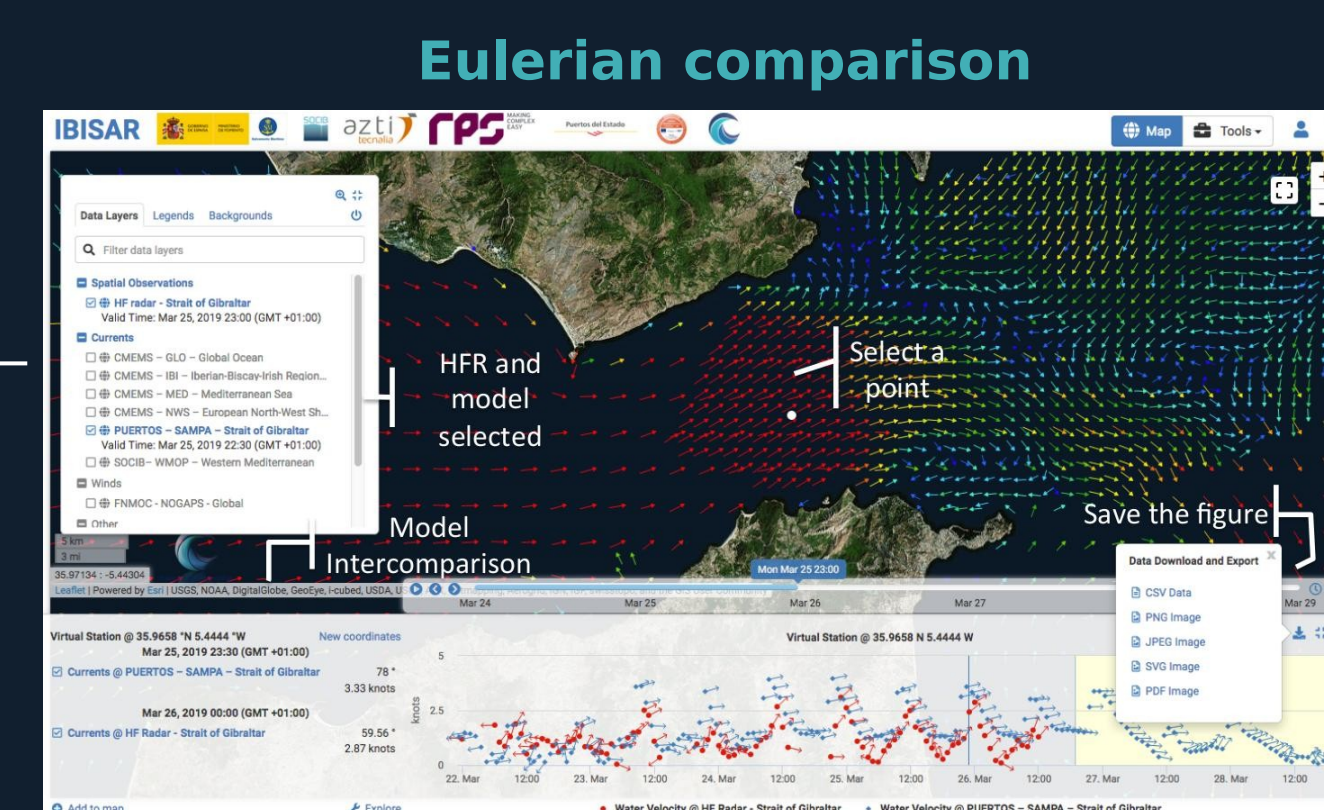 Eulerian comparison
IBISAR
SOCIB
azti
tecnalia
rps
MAKING
COMPLEX
EASY
Puertos del Estado
Map
Tools
Data Layers Legends Backgrounds
Filter data layers
Spatial Observations
HF radar - Strait of Gibraltar
Valid Time: Mar 25, 2019 23:00 (GMT +01:00)
Currents
CMEMS – GLO – Global Ocean
CMEMS – IBI – Iberian-Biscay-Irish Region...
CMEMS – MED – Mediterranean Sea
CMEMS – NWS – European North-West Sh...
PUERTOS – SAMPA – Strait of Gibraltar
Valid Time: Mar 25, 2019 22:30 (GMT +01:00)
SOCIB– WMOP – Western Mediterranean
Winds
FNMOC - NOGAPS - Global
Other
HFR and
model
selected
Select a
point
Model
Intercomparison
Save the figure
5 km
3 mi
35.97134 : -5.44304
Leaflet | Powered by Esri | USGS, NOAA, DigitalGlobe, GeoEye, i-cubed, USDA,
Mon Mar 25 23:00
Mar 24
Mar 25
Mar 26
Mar 27
Mar 29
Data Download and Export
CSV Data
PNG Image
JPEG Image
SVG Image
PDF Image
Virtual Station @ 35.9658 °N 5.4444 °W
New coordinates
Mar 25, 2019 23:30 (GMT +01:00)
Currents @ PUERTOS – SAMPA – Strait of Gibraltar
78 °
3.33 knots
Mar 26, 2019 00:00 (GMT +01:00)
Currents @ HF Radar - Strait of Gibraltar
59.56 °
2.87 knots
Add to map
Explore
Virtual Station @ 35.9658 N 5.4444 W
knots
5
2.5
0
22. Mar 12:00 23. Mar 12:00 24. Mar 12:00 25. Mar 12:00 26. Mar 12:00 27. Mar 12:00 28. Mar 12:00
Water Velocity @ HF Radar - Strait of Gibraltar
Water Velocity @ PUERTOS – SAMPA – Strait of Gibraltar